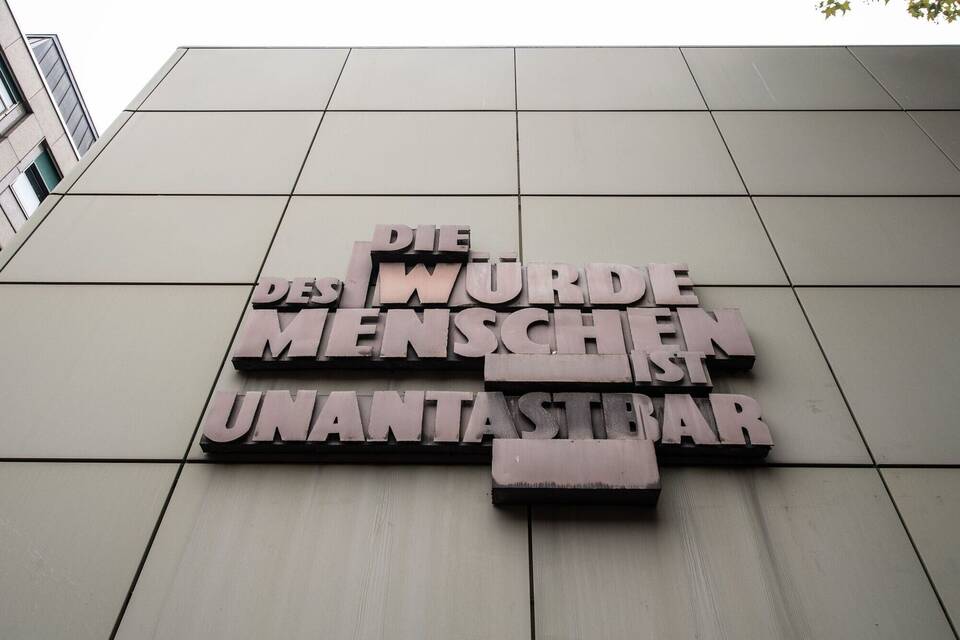 DIE
WÜRDE
DES
MENSCHEN
IST
UNANTASTBAR